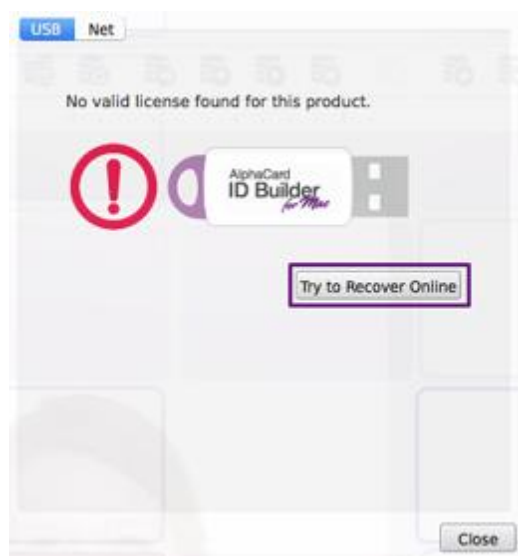 USB Net
No valid license found for this product.
AlphaCard
ID Builder
for Mac
Try to Recover Online
Close